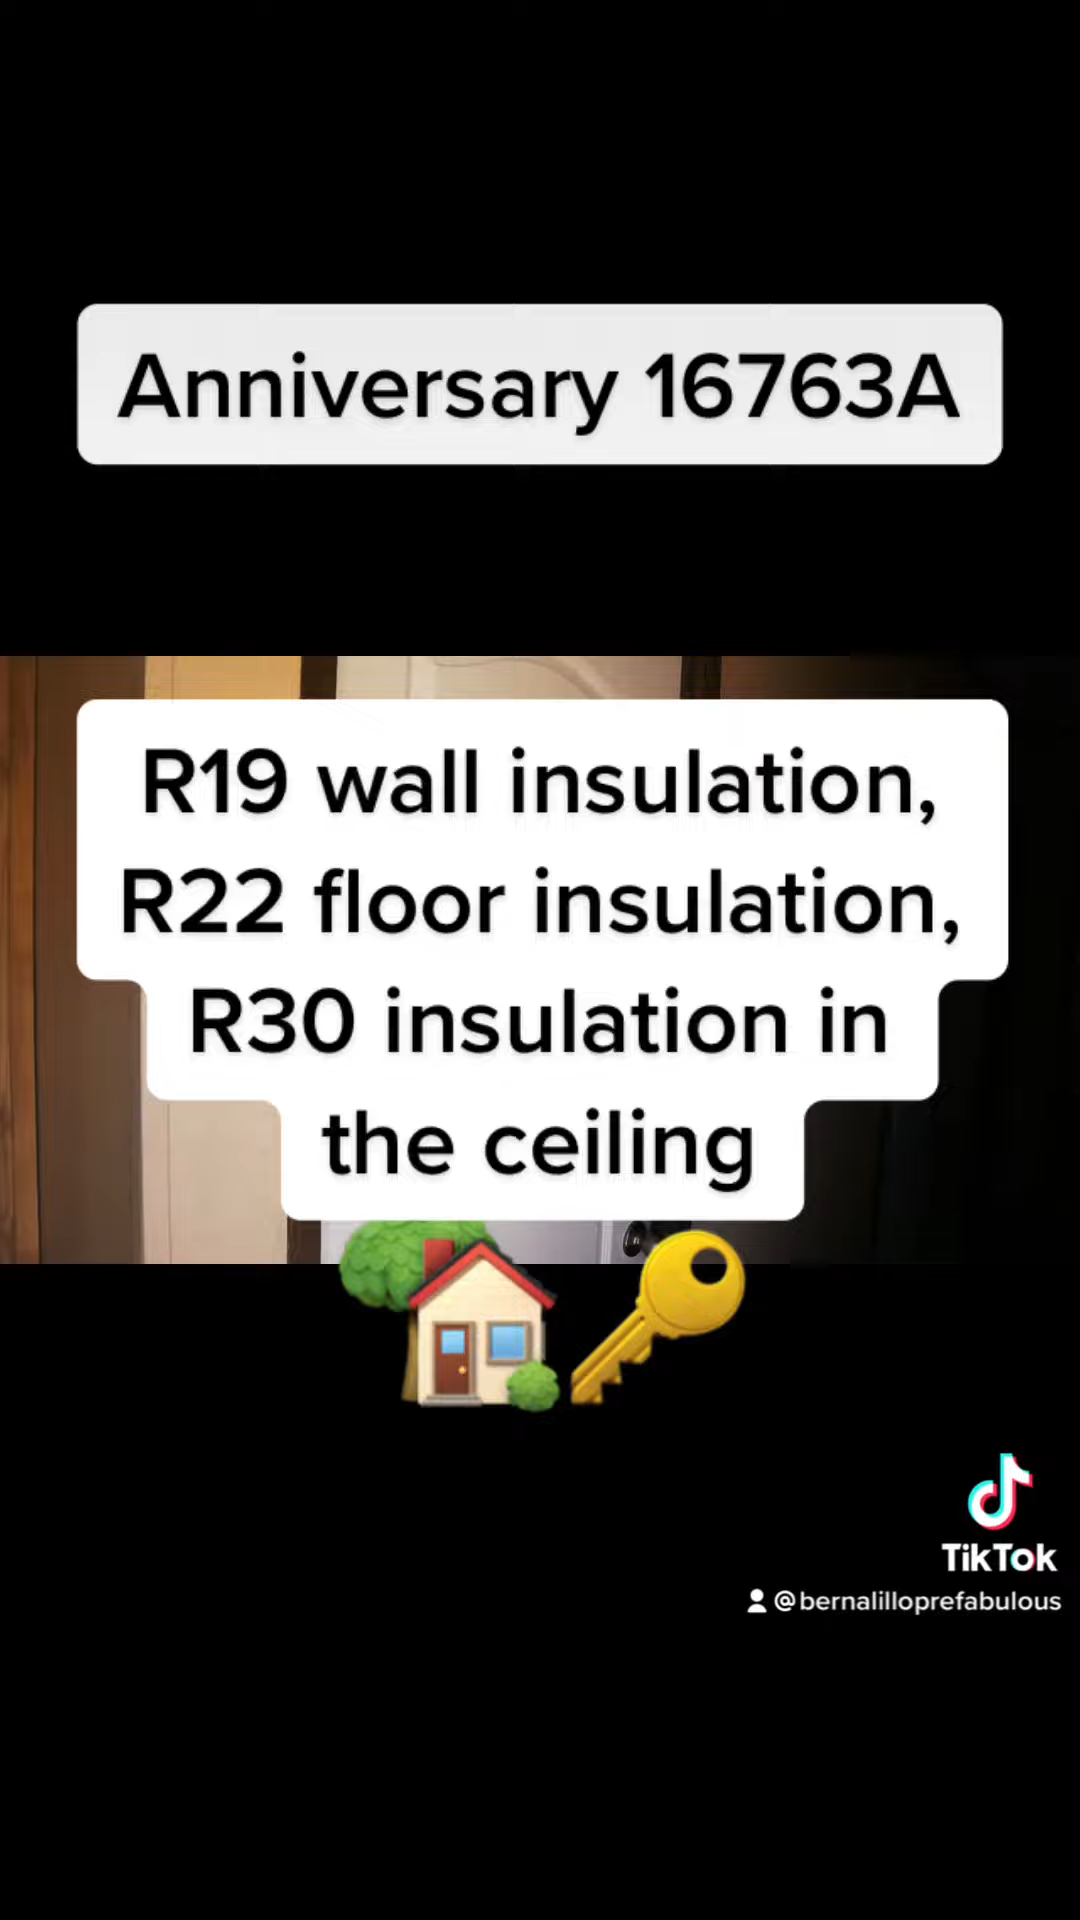 Anniversary 16763A
R19 wall insulation,
R22 floor insulation,
R30 insulation in
the ceiling
TikTok
@bernalilloprefabulous